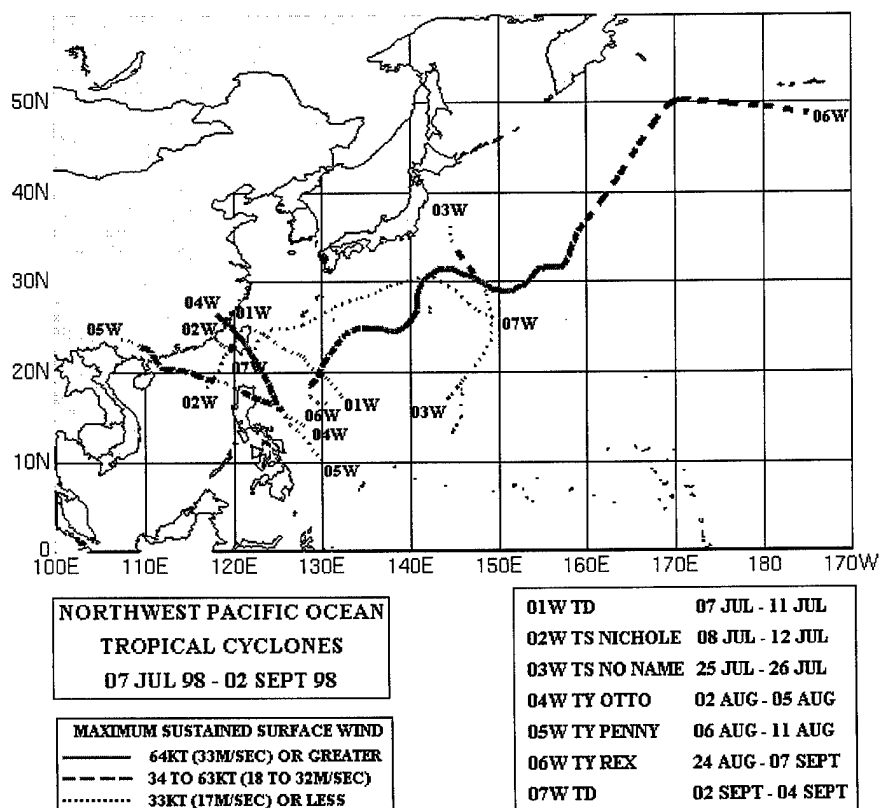 50N
06W
40N
03W
30N
04W
01W
02W
05W
07W
20N
07W
02W
06W
01W
03W
04W
10N
05W
0
100E 110E 120E 130E 140E 150E 160E 170E 180 170W
NORTHWEST PACIFIC OCEAN
TROPICAL CYCLONES
07 JUL 98 - 02 SEPT 98
MAXIMUM SUSTAINED SURFACE WIND
64KT (33M/SEC) OR GREATER
34 TO 63KT (18 TO 32M/SEC)
33KT (17M/SEC) OR LESS
01W TD 07 JUL - 11 JUL
02W TS NICHOLE 08 JUL - 12 JUL
03W TS NO NAME 25 JUL - 26 JUL
04W TY OTTO 02 AUG - 05 AUG
05W TY PENNY 06 AUG - 11 AUG
06W TY REX 24 AUG - 07 SEPT
07W TD 02 SEPT - 04 SEPT